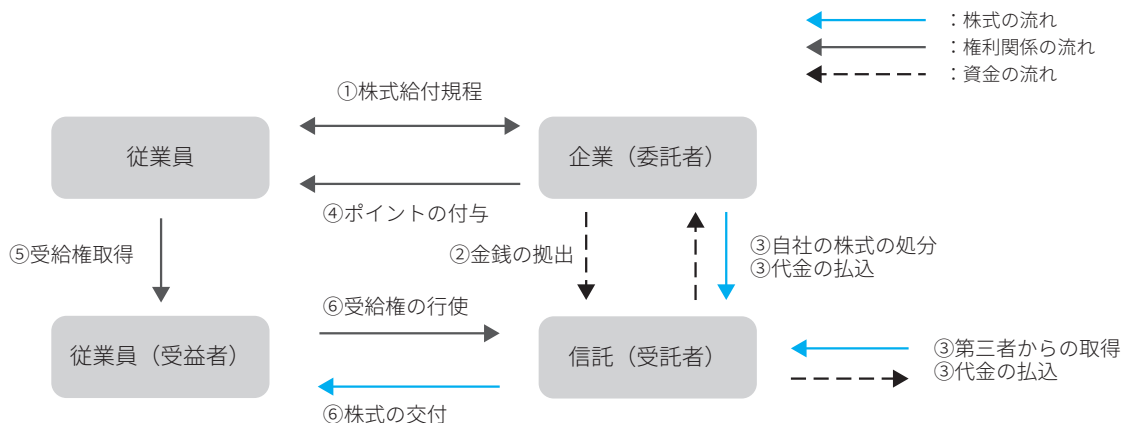 ：株式の流れ
：権利関係の流れ
：資金の流れ
①株式給付規程
従業員
企業（委託者）
④ポイントの付与
⑤受給権取得
②金銭の拠出
③自社の株式の処分
③代金の払込
⑥受給権の行使
従業員（受益者）
信託（受託者）
③第三者からの取得
③代金の払込
⑥株式の交付